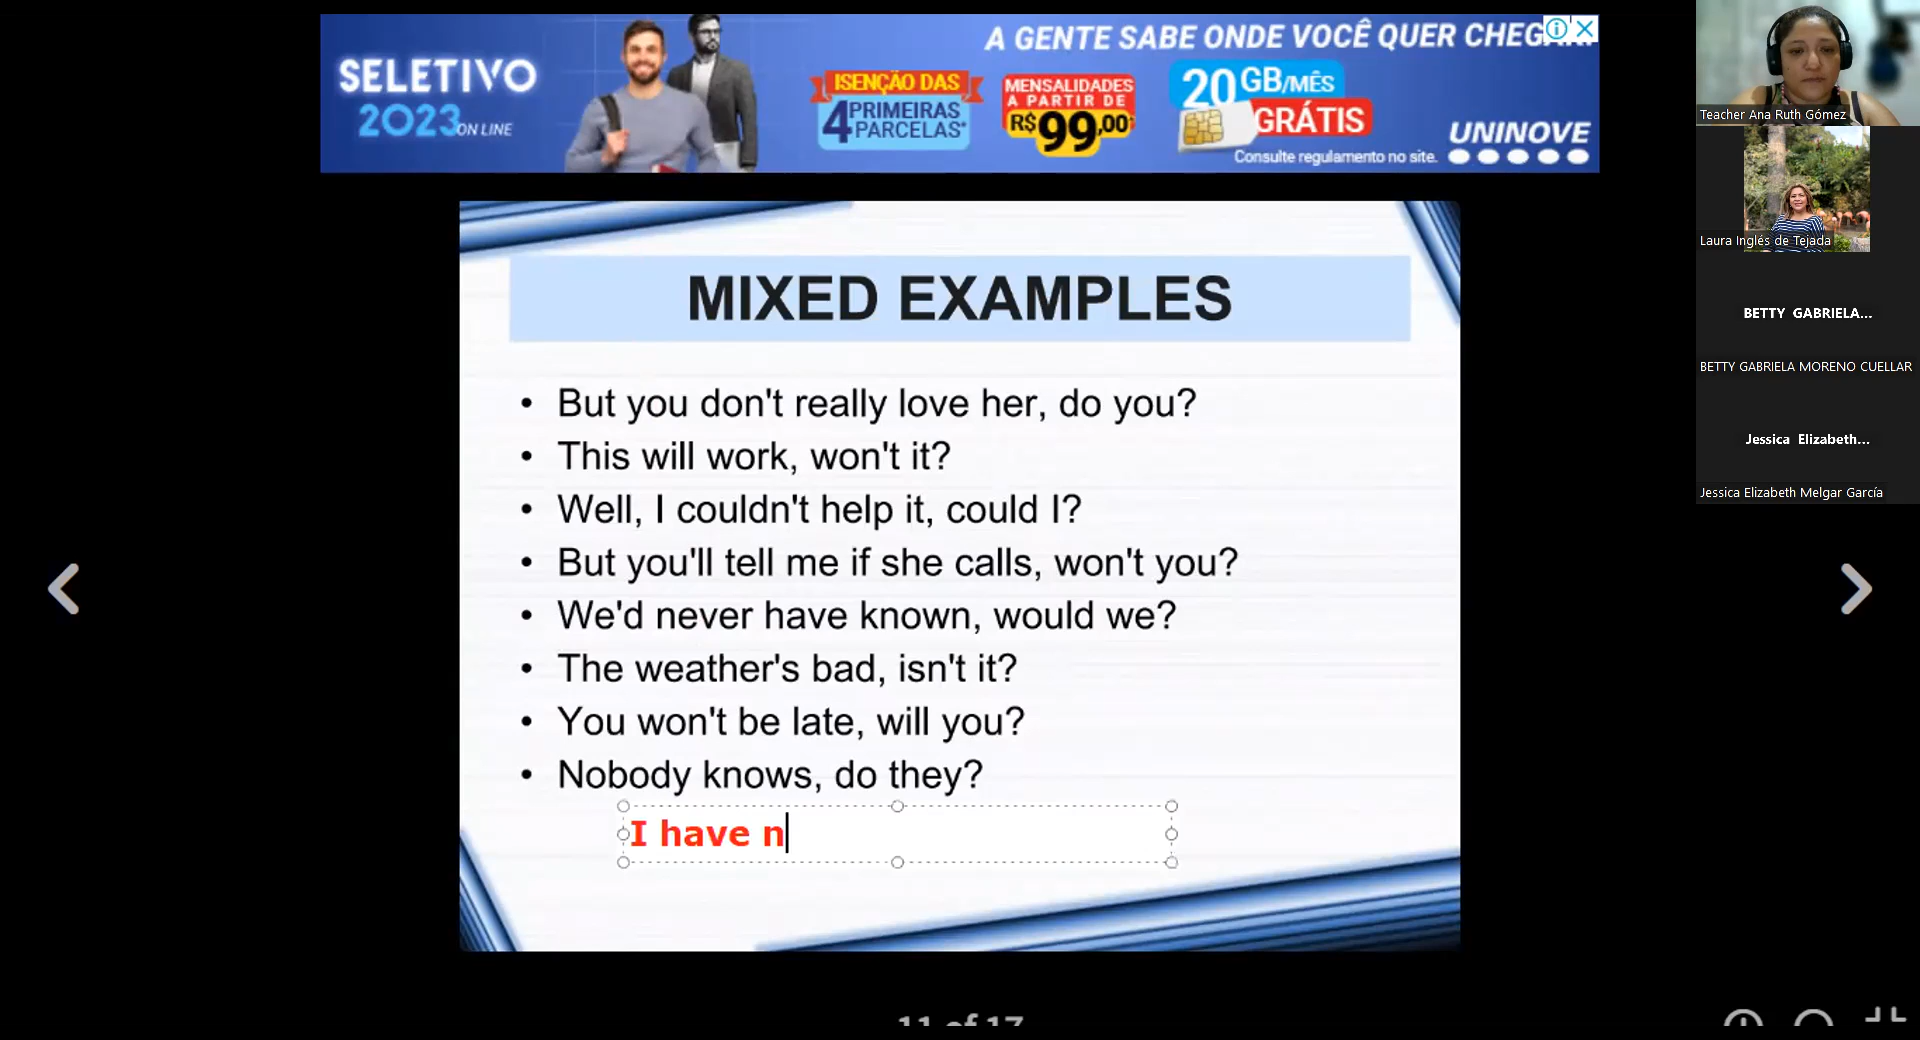 SELETIVO
2023 ON LINE
A GENTE SABE ONDE VOCÊ QUER
ISENÇÃO DAS
4 PRIMEIRAS
PARCELAS*
MENSALIDADES
A PARTIR DE
R$ 99,00*
20 GB/MÊS
GRÁTIS
UNINOVE
Consulte regulamento no site.
Teacher Ana Ruth Gómez
Laura Inglés de Tejada
BETTY GABRIELA...
BETTY GABRIELA MORENO CUELLAR
Jessica Elizabeth...
Jessica Elizabeth Melgar García
MIXED EXAMPLES
• But you don't really love her, do you?
• This will work, won't it?
• Well, I couldn't help it, could I?
• But you'll tell me if she calls, won't you?
• We'd never have known, would we?
• The weather's bad, isn't it?
• You won't be late, will you?
• Nobody knows, do they?
I have n
11 of 17